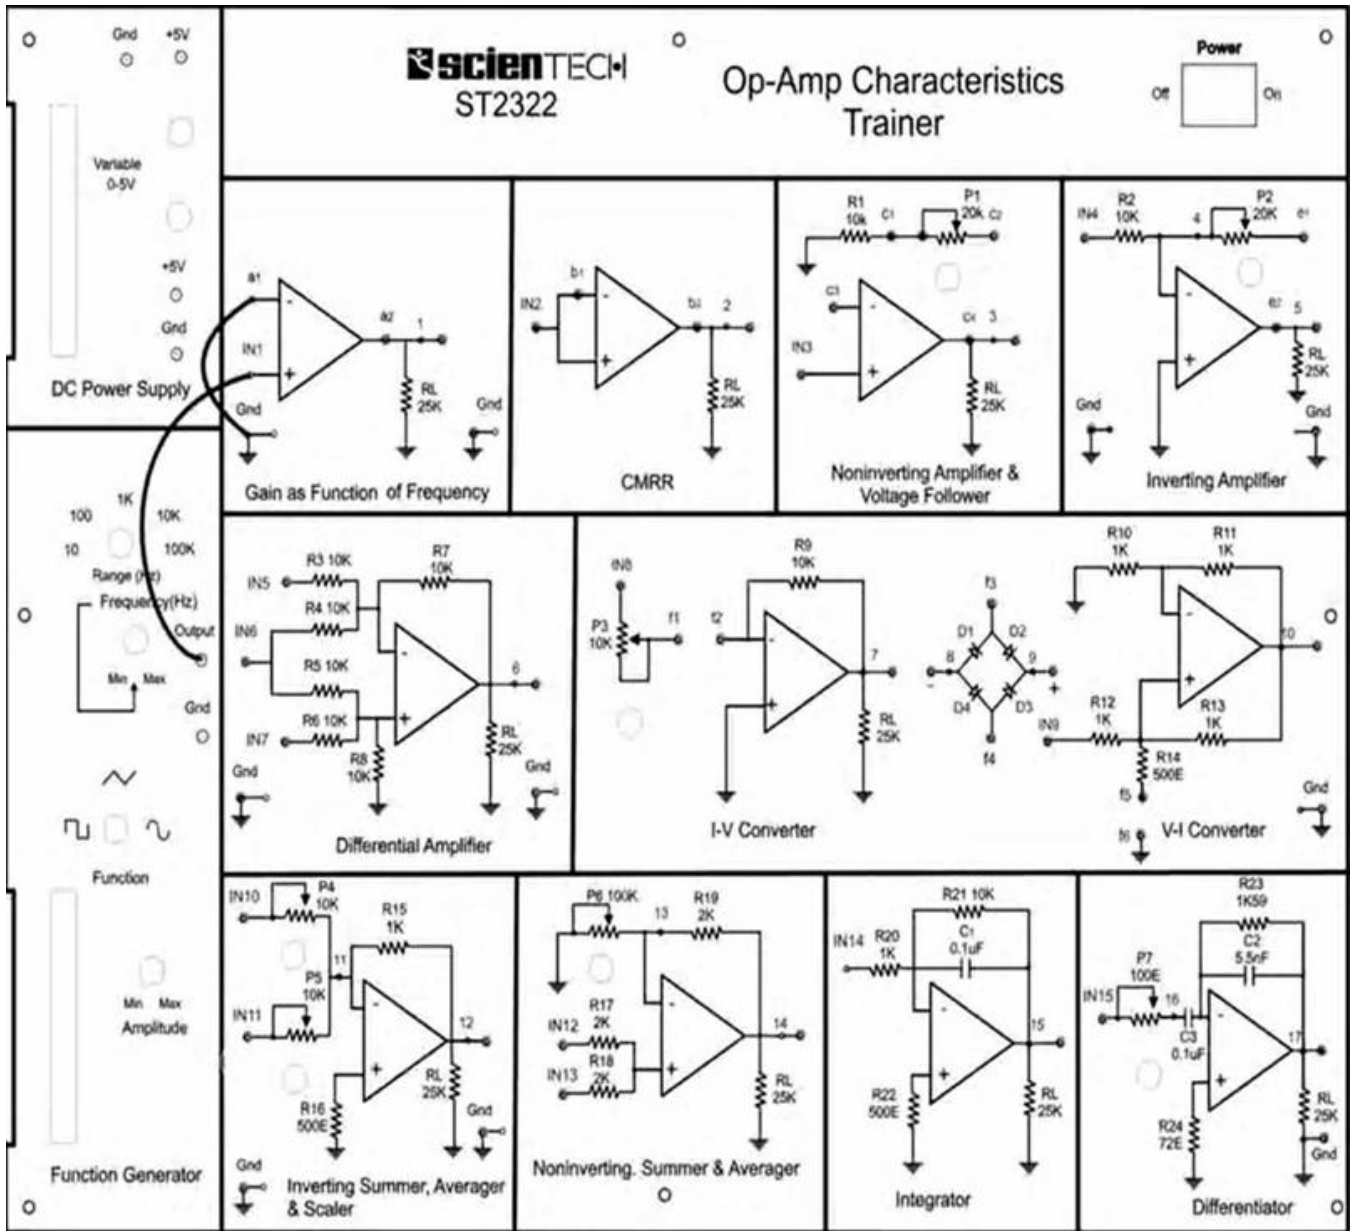 Gnd +5V
Variable
0-5V
+5V
Gnd
DC Power Supply
scienTECH
ST2322
Op-Amp Characteristics
Trainer
Power
Off On
a1
IN1
a2 1
RL
25K
Gnd
Gnd
Gain as Function of Frequency
b1
IN2
b2 2
RL
25K
CMRR
R1
10k
c1
P1
20k
c2
c3
IN3
c4 3
RL
25K
Noninverting Amplifier &
Voltage Follower
IN4
R2
10K
4
P2
20K
e1
e2 5
RL
25K
Gnd
Gnd
Inverting Amplifier
1K
100 10K
10 100K
Range (Hz)
Frequency(Hz)
Output
Min Max
Gnd
Function
Min Max
Amplitude
Function Generator
IN5
R3 10K
R7
10K
R4 10K
IN6
R5 10K
R6 10K
IN7
R8
10K
6
RL
25K
Gnd
Gnd
Differential Amplifier
IN8
P3
10K
f1
f2
R9
10K
7
RL
25K
I-V Converter
f3
D1 D2
8 9
- +
D4 D3
f4
R10
1K
R11
1K
10
R12
1K
R13
1K
IN9
R14
500E
f5
f6
Gnd
V-I Converter
IN10
P4
10K
R15
1K
11
P5
10K
IN11
12
RL
25K
R16
500E
Gnd
Gnd
Inverting Summer, Averager
& Scaler
P6 100K
13
R19
2K
R17
2K
IN12
R18
2K
IN13
14
RL
25K
Noninverting. Summer & Averager
R21 10K
C1
0.1uF
IN14
R20
1K
15
R22
500E
RL
25K
Integrator
R23
1K59
C2
5.5nF
P7
100E
IN15
16
C3
0.1uF
17
R24
72E
RL
25K
Gnd
Differentiator